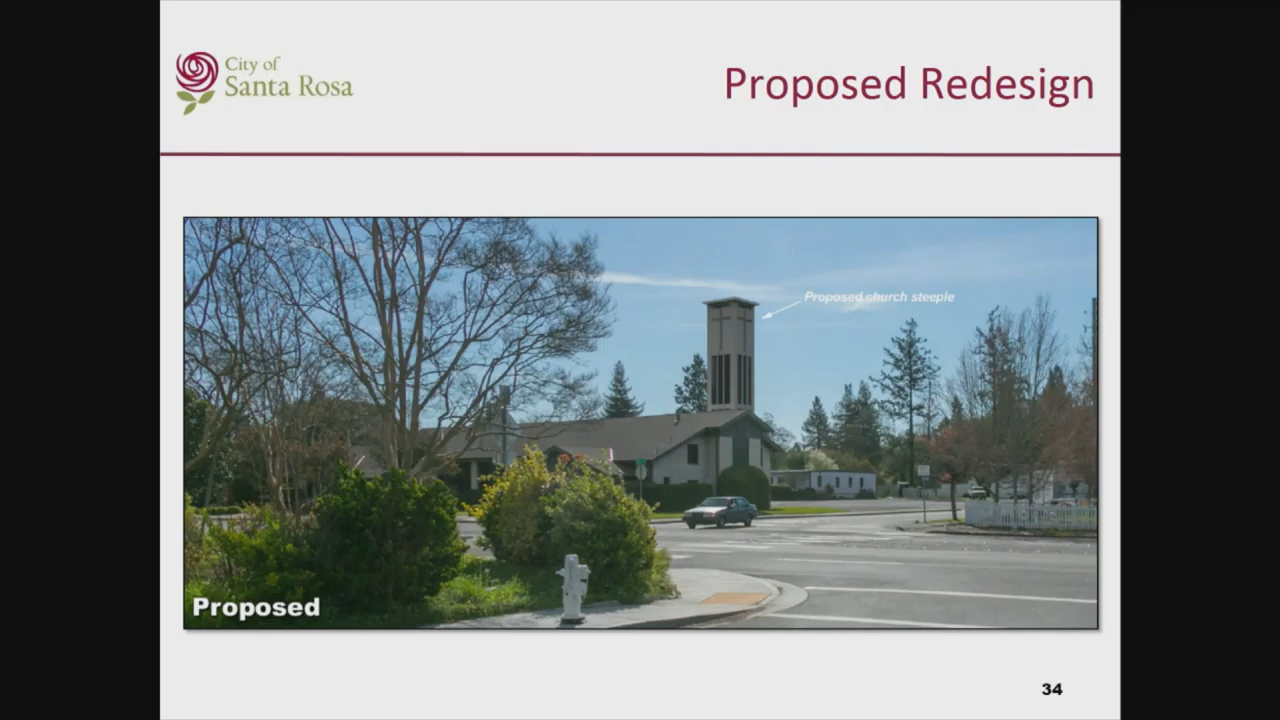 City of
Santa Rosa
Proposed Redesign
Proposed church steeple
Proposed
34